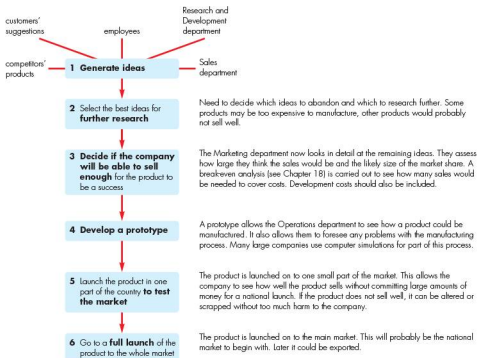 customers'
suggestions
employees
Research and
Development
department
competitors'
products
1 Generate ideas
Sales
department
2 Select the best ideas for
further research
Need to decide which ideas to abandon and which to research further. Some
products may be too expensive to manufacture, other products would probably
not sell well.
3 Decide if the company
will be able to sell
enough for the product to
be a success
The Marketing department now looks in detail at the remaining ideas. They assess
how large they think the sales would be and the likely size of the market share. A
breakeven analysis (see Chapter 18) is carried out to see how many sales would
be needed to cover costs. Development costs should also be included.
4 Develop a prototype
A prototype allows the Operations department to see how a product could be
manufactured. It also allows them to foresee any problems with the manufacturing
process. Many large companies use computer simulations for part of this process.
5 Launch the product in one
part of the county to test
the market
The product is launched on to one small part of the market. This allows the
company to see how well the product sells without committing large amounts of
money for a national launch. If the product does not sell well, it can be altered or
scrapped without too much harm to the company.
6 Go to a full launch of the
product to the whole market
The product is launched on to the main market. This will probably be the national
market to begin with. Later it could be exported.